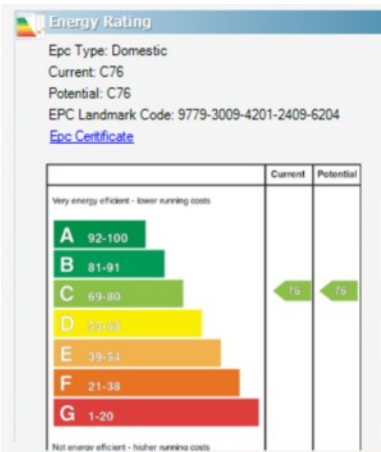 Energy Rating
Epc Type: Domestic
Current: C76
Potential: C76
EPC Landmark Code: 9779-3009-4201-2409-6204
Epc Certificate
Current Potential
Very energy efficient - lower running costs
A 92-100
B 81-91
C 69-80
76 76
D 55-68
E 39-54
F 21-38
G 1-20
Not energy efficient - higher running costs